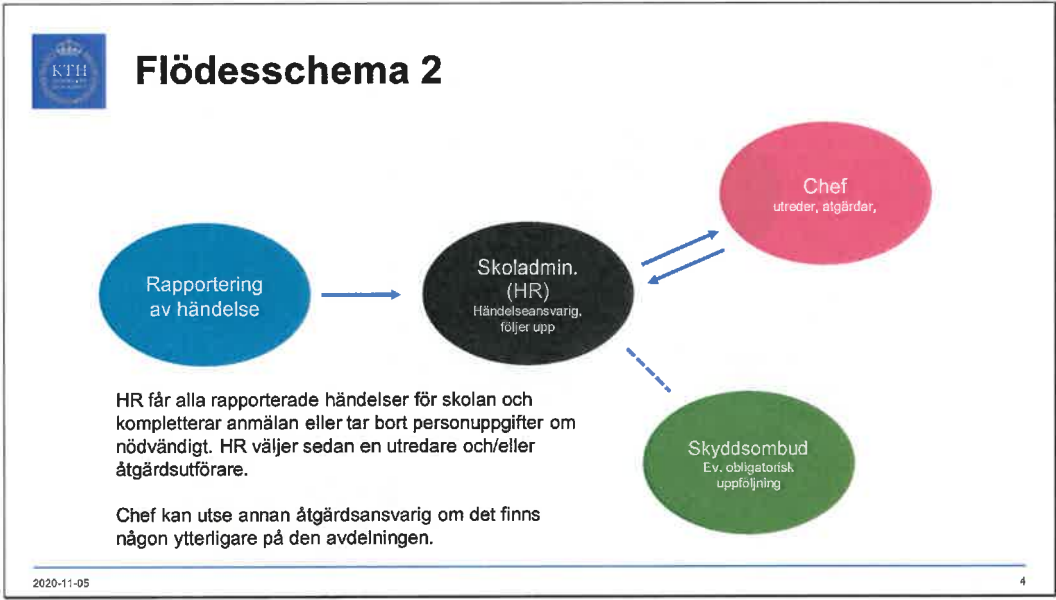 KTH
Flödesschema 2
Chef
utreder, åtgärdar,
Skoladmin.
(HR)
Händelseansvarig,
följer upp
Rapportering
av händelse
HR får alla rapporterade händelser för skolan och
kompletterar anmälan eller tar bort personuppgifter om
nödvändigt. HR väljer sedan en utredare och/eller
åtgärdsutförare.
Chef kan utse annan åtgärdsansvarig om det finns
någon ytterligare på den avdelningen.
Skyddsombud
Ev. obligatorisk
uppföljning
2020-11-05
4